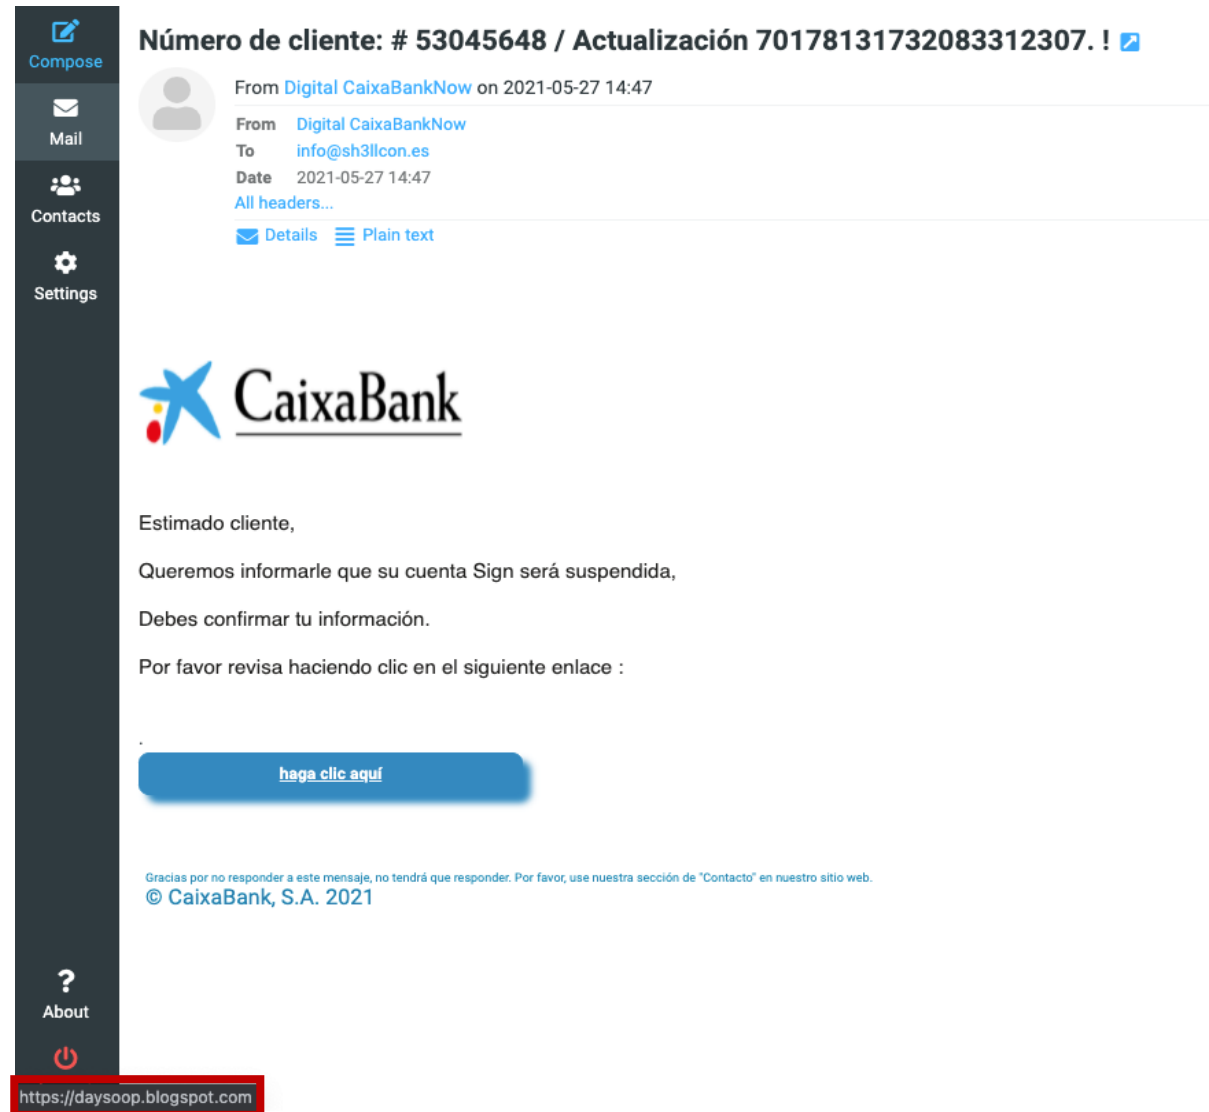 Compose
Mail
Contacts
Settings
Número de cliente: # 53045648 / Actualización 70178131732083312307. !
From Digital CaixaBankNow on 2021-05-27 14:47
From Digital CaixaBankNow
To info@sh3llcon.es
Date 2021-05-27 14:47
All headers...
Details Plain text
CaixaBank
Estimado cliente,
Queremos informarle que su cuenta Sign será suspendida,
Debes confirmar tu información.
Por favor revisa haciendo clic en el siguiente enlace :
.
haga clic aquí
Gracias por no responder a este mensaje, no tendrá que responder. Por favor, use nuestra sección de "Contacto" en nuestro sitio web.
© CaixaBank, S.A. 2021
?
About
https://daysoop.blogspot.com